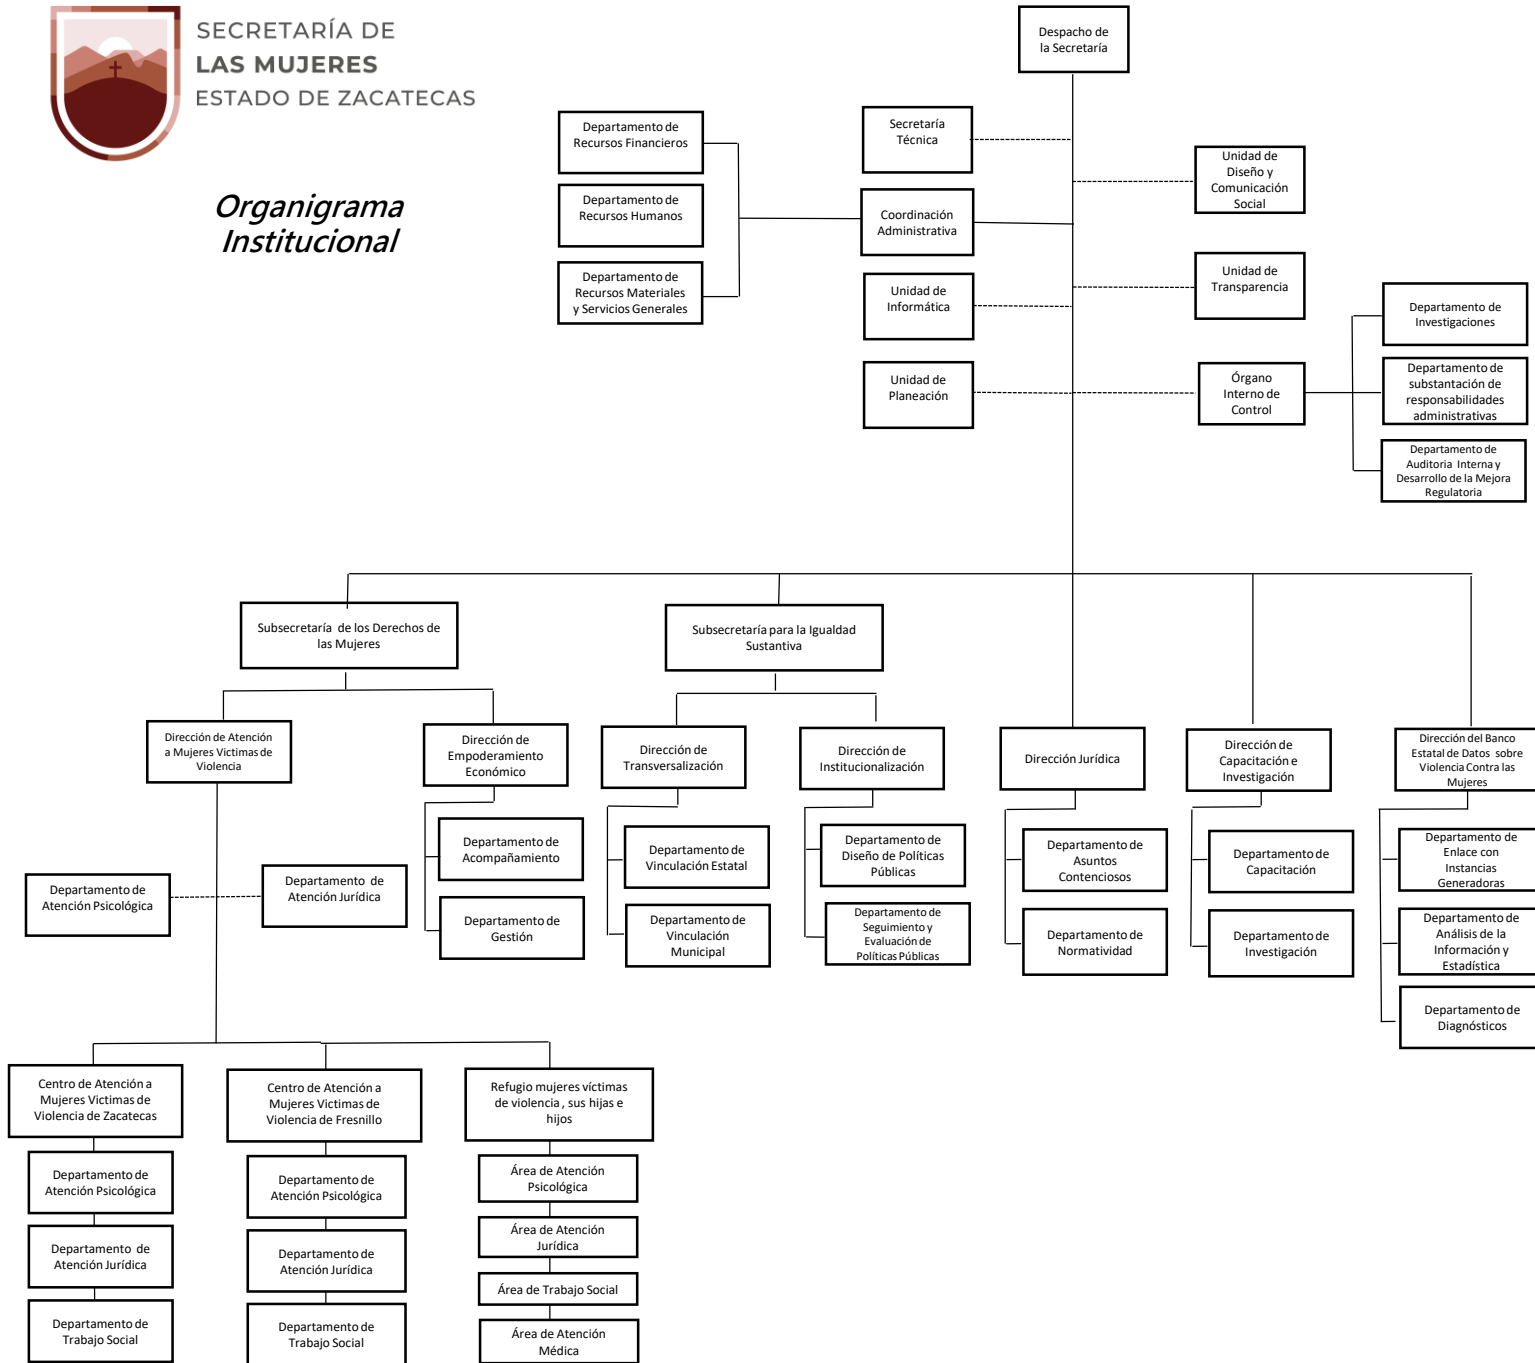 SECRETARÍA DE
LAS MUJERES
ESTADO DE ZACATECAS
Organigrama
Institucional
Despacho de
la Secretaría
Departamento de
Recursos Financieros
Departamento de
Recursos Humanos
Departamento de
Recursos Materiales
y Servicios Generales
Secretaría
Técnica
Coordinación
Administrativa
Unidad de
Informática
Unidad de
Planeación
Unidad de
Diseño y
Comunicación
Social
Unidad de
Transparencia
Órgano
Interno de
Control
Departamento de
Investigaciones
Departamento de
substantación de
responsabilidades
administrativas
Departamento de
Auditoria Interna y
Desarrollo de la Mejora
Regulatoria
Subsecretaría de los Derechos de
las Mujeres
Subsecretaría para la Igualdad
Sustantiva
Dirección de Atención
a Mujeres Victimas de
Violencia
Dirección de
Empoderamiento
Económico
Dirección de
Transversalización
Dirección de
Institucionalización
Dirección Jurídica
Dirección de
Capacitación e
Investigación
Dirección del Banco
Estatal de Datos sobre
Violencia Contra las
Mujeres
Departamento de
Atención Psicológica
Departamento de
Atención Jurídica
Departamento de
Acompañamiento
Departamento de
Gestión
Departamento de
Vinculación Estatal
Departamento de
Vinculación
Municipal
Departamento de
Diseño de Políticas
Públicas
Departamento de
Seguimiento y
Evaluación de
Políticas Públicas
Departamento de
Asuntos
Contenciosos
Departamento de
Normatividad
Departamento de
Capacitación
Departamento de
Investigación
Departamento de
Enlace con
Instancias
Generadoras
Departamento de
Análisis de la
Información y
Estadística
Departamento de
Diagnósticos
Centro de Atención a
Mujeres Victimas de
Violencia de Zacatecas
Departamento de
Atención Psicológica
Departamento de
Atención Jurídica
Departamento de
Trabajo Social
Centro de Atención a
Mujeres Victimas de
Violencia de Fresnillo
Departamento de
Atención Psicológica
Departamento de
Atención Jurídica
Departamento de
Trabajo Social
Refugio mujeres víctimas
de violencia , sus hijas e
hijos
Área de Atención
Psicológica
Área de Atención
Jurídica
Área de Trabajo Social
Área de Atención
Médica